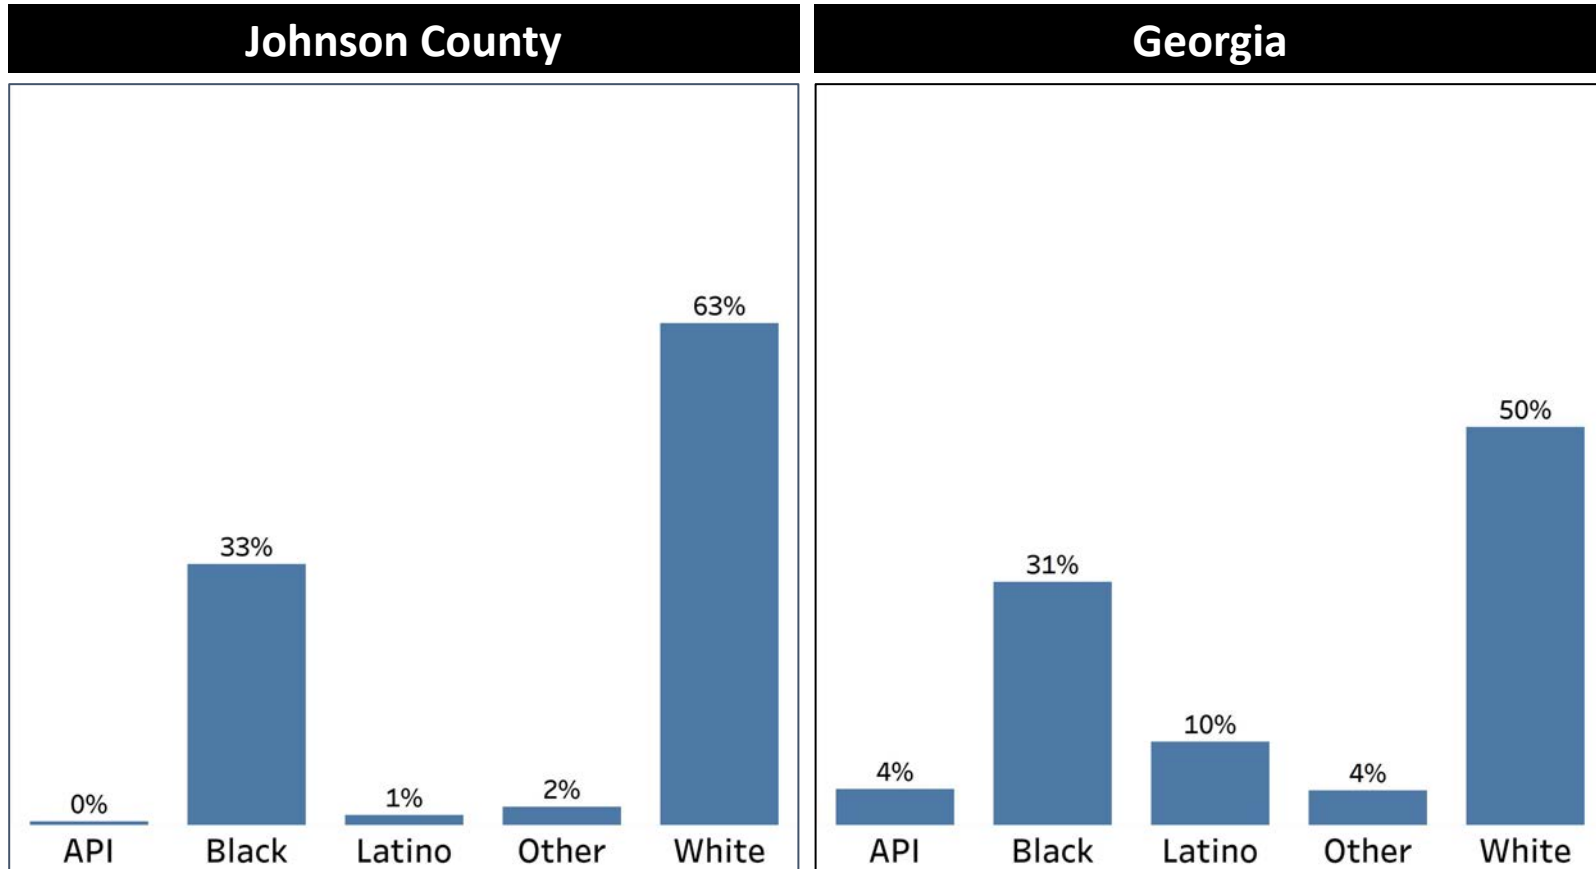 Johnson County
63%
33%
2%
1%
0%
API Black Latino Other White
Georgia
50%
31%
10%
4%
4%
API Black Latino Other White